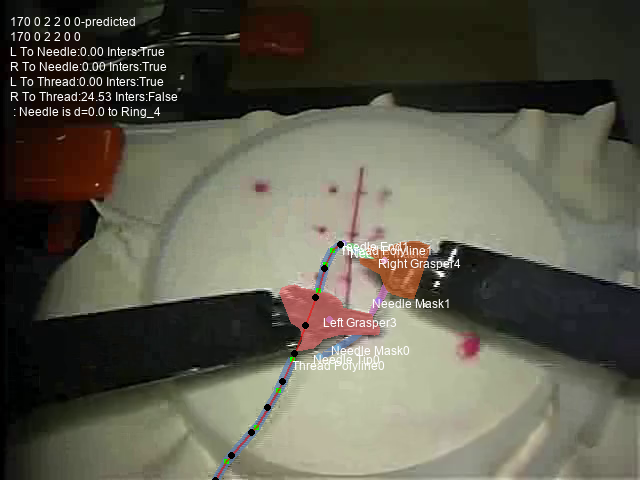 170 0 2 2 0 0-predicted
170 0 2 2 0 0
L To Needle:0.00 Inters:True
R To Needle:0.00 Inters:True
L To Thread:0.00 Inters:True
R To Thread:24.53 Inters:False
: Needle is d=0.0 to Ring_4
Needle End1
Thread Polyline1
Right Grasper4
Needle Mask1
Left Grasper3
Needle Mask0
Needle Tip0
Thread Polyline0